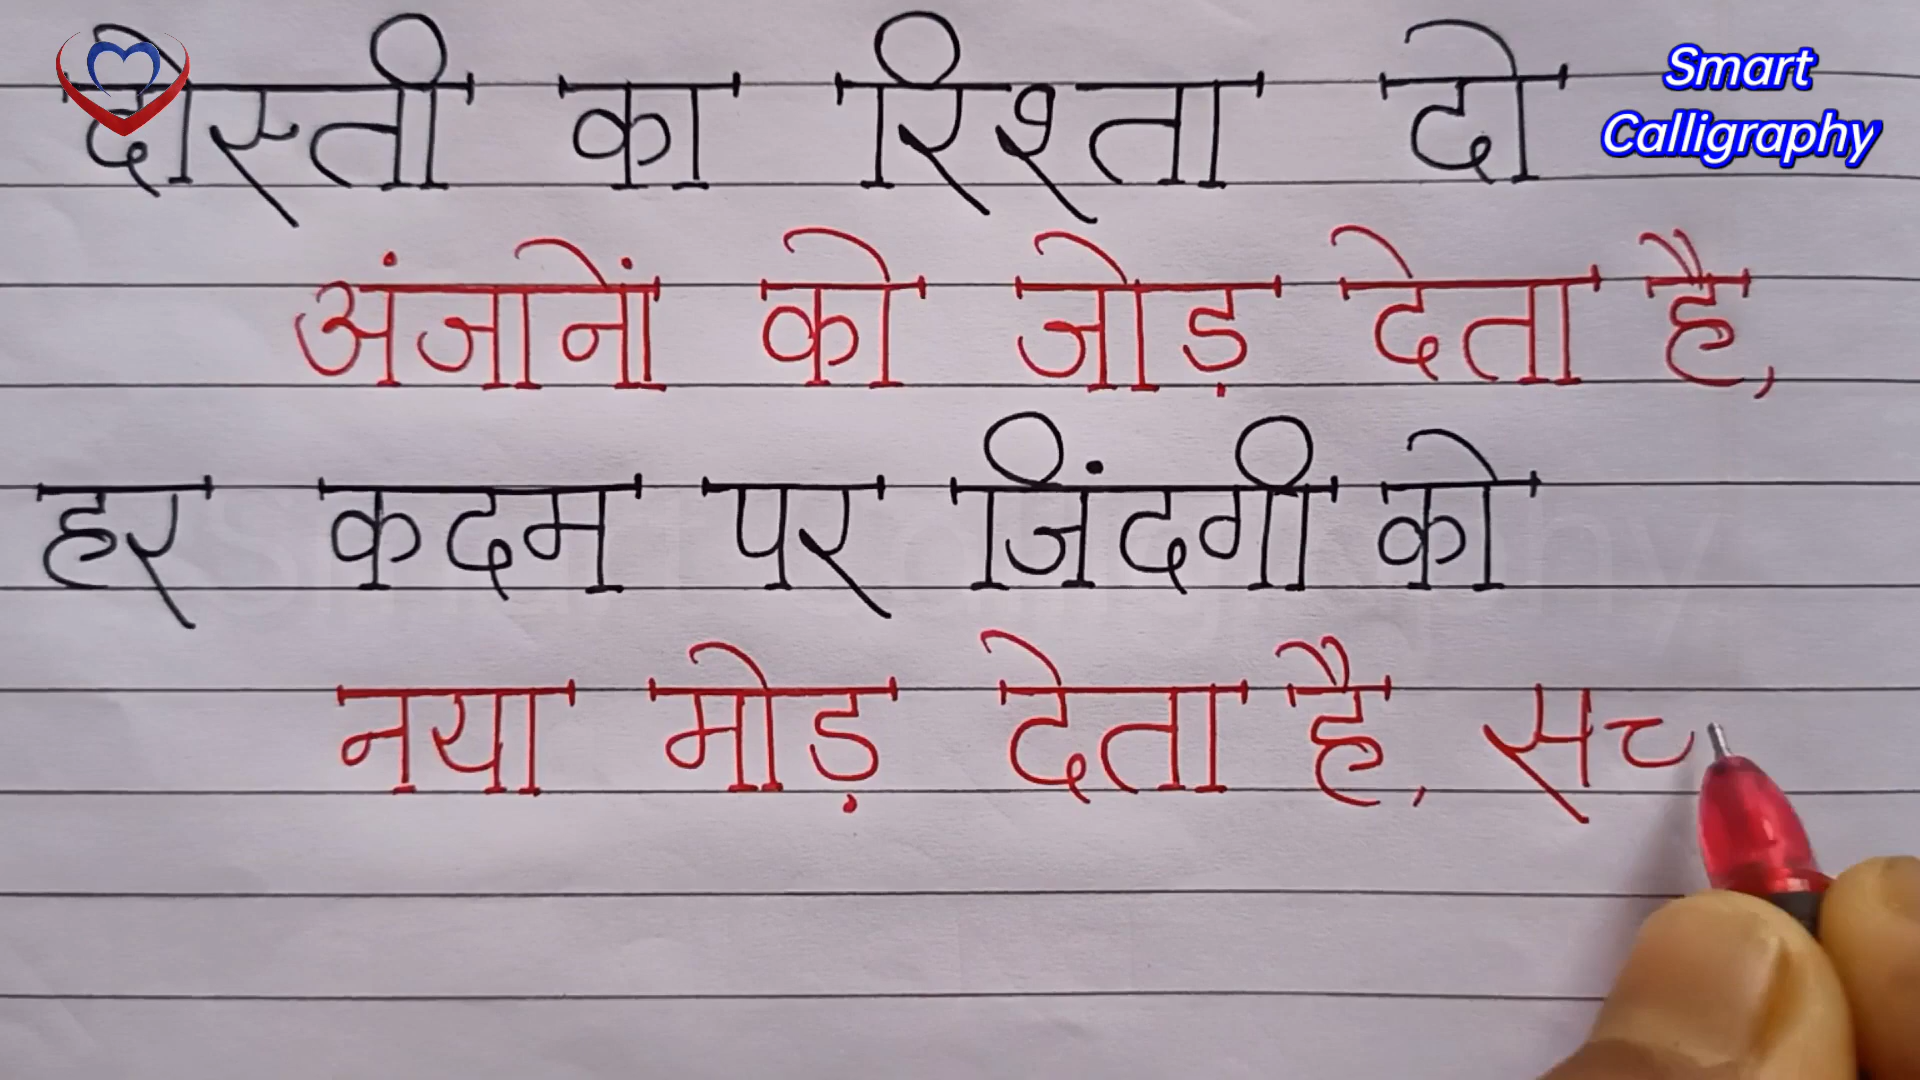 दोस्ती का रिश्ता दो
Smart
Calligraphy
अंजानों को जोड़ देता है,
हर कदम पर जिंदगी को
नया मोड़ देता है, सच